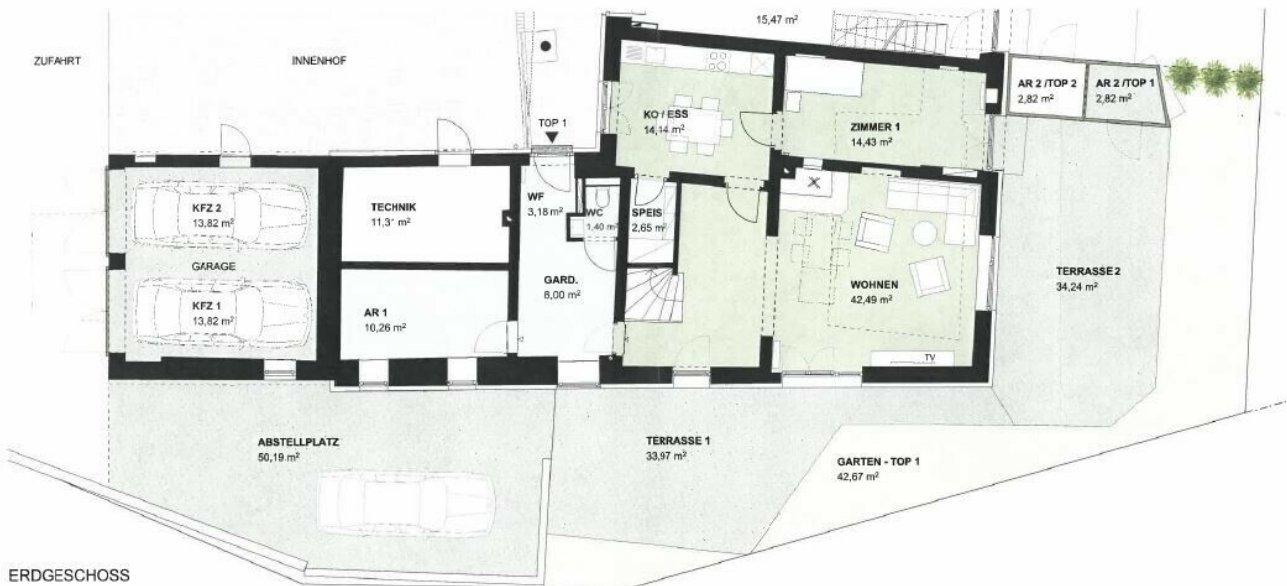 15,47 m²
ZUFAHRT
INNENHOF
TOP 1
KO / ESS
14,14 m²
ZIMMER 1
14,43 m²
AR 2 /TOP 2
2,82 m²
AR 2 /TOP 1
2,82 m²
KFZ 2
13,82 m²
GARAGE
KFZ 1
13,82 m²
TECHNIK
11,31 m²
AR 1
10,26 m²
WF
3,18 m²
WC
1,40 m²
SPEIS
2,65 m²
GARD.
8,00 m²
WOHNEN
42,49 m²
TV
TERRASSE 2
34,24 m²
ABSTELLPLATZ
50,19 m²
TERRASSE 1
33,97 m²
GARTEN - TOP 1
42,67 m²
ERDGESCHOSS